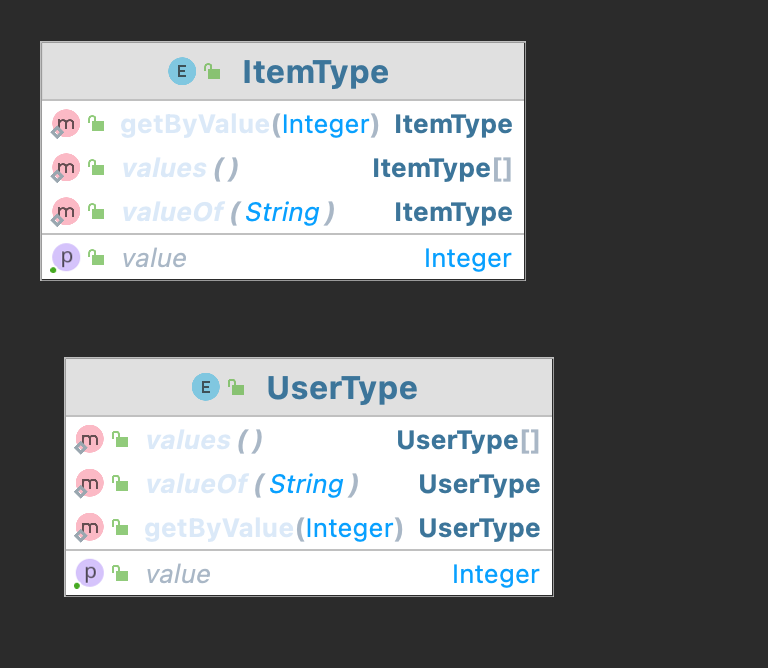 E ItemType
m getByValue(Integer) ItemType
m values() ItemType[]
m valueOf(String) ItemType
p value Integer
E UserType
m values() UserType[]
m valueOf(String) UserType
m getByValue(Integer) UserType
p value Integer